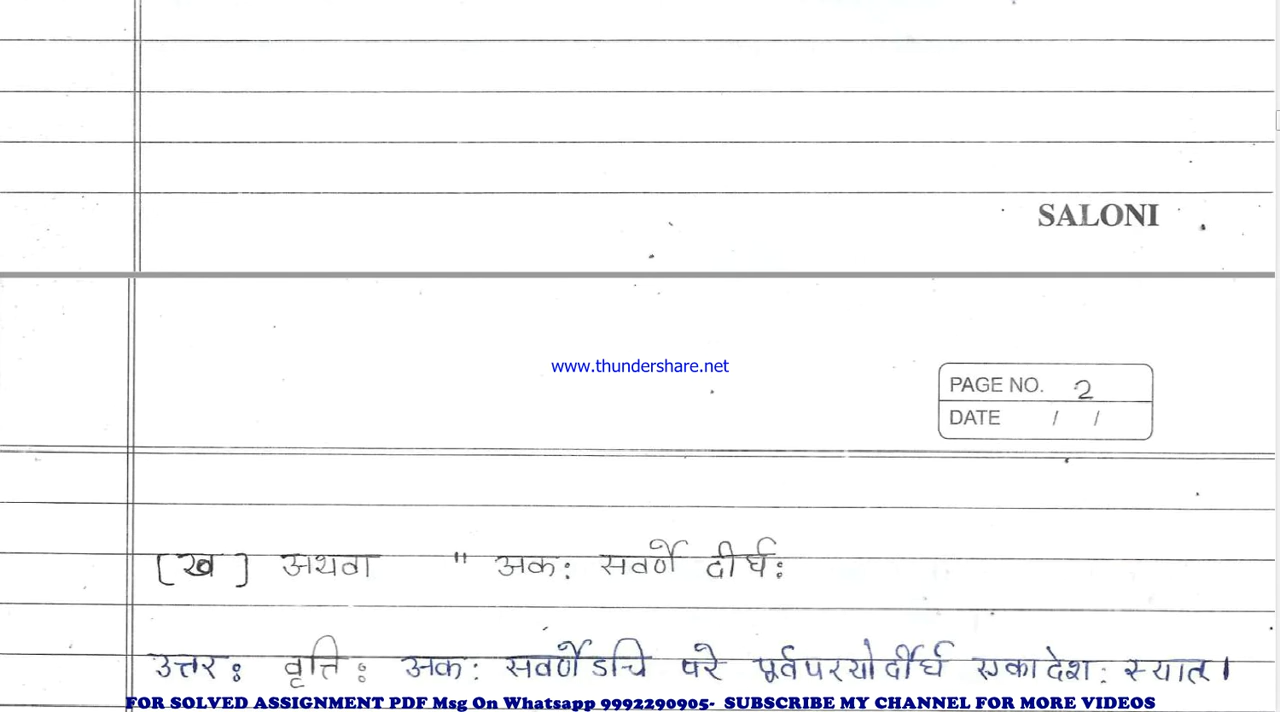 SALONI
www.thundershare.net
PAGE NO. 2
DATE / /
[ख] अथवा " अक: सवर्णे दीर्घ:
उत्तर: वृत्ति: अक: सवर्णेडचि परे पूर्वपरयोर्दीर्घ एकादेश: स्यात।
FOR SOLVED ASSIGNMENT PDF Msg On Whatsapp 9992290905- SUBSCRIBE MY CHANNEL FOR MORE VIDEOS